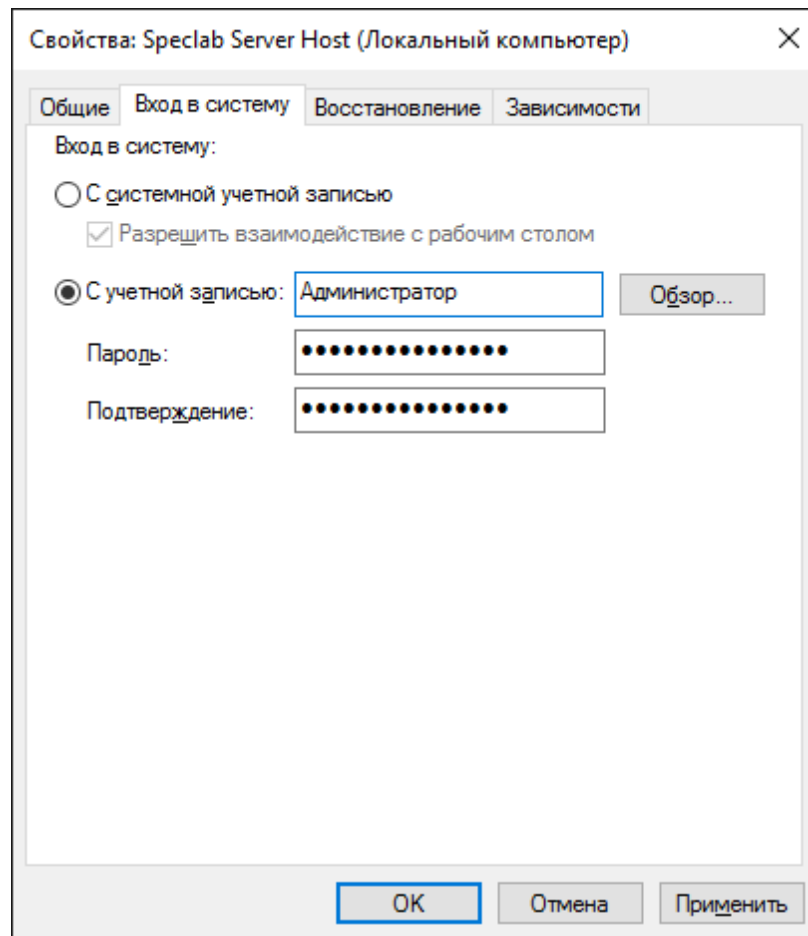 Свойства: Speclab Server Host (Локальный компьютер)
Общие Вход в систему Восстановление Зависимости
Вход в систему:
С системной учетной записью
Разрешить взаимодействие с рабочим столом
С учетной записью: Администратор Обзор...
Пароль: •••••••••••••••
Подтверждение: •••••••••••••••
OK Отмена Применить